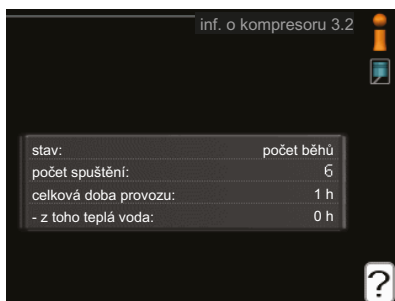 inf. o kompresoru 3.2
stav: počet běhů
počet spuštění: 6
celková doba provozu: 1 h
- z toho teplá voda: 0 h
?